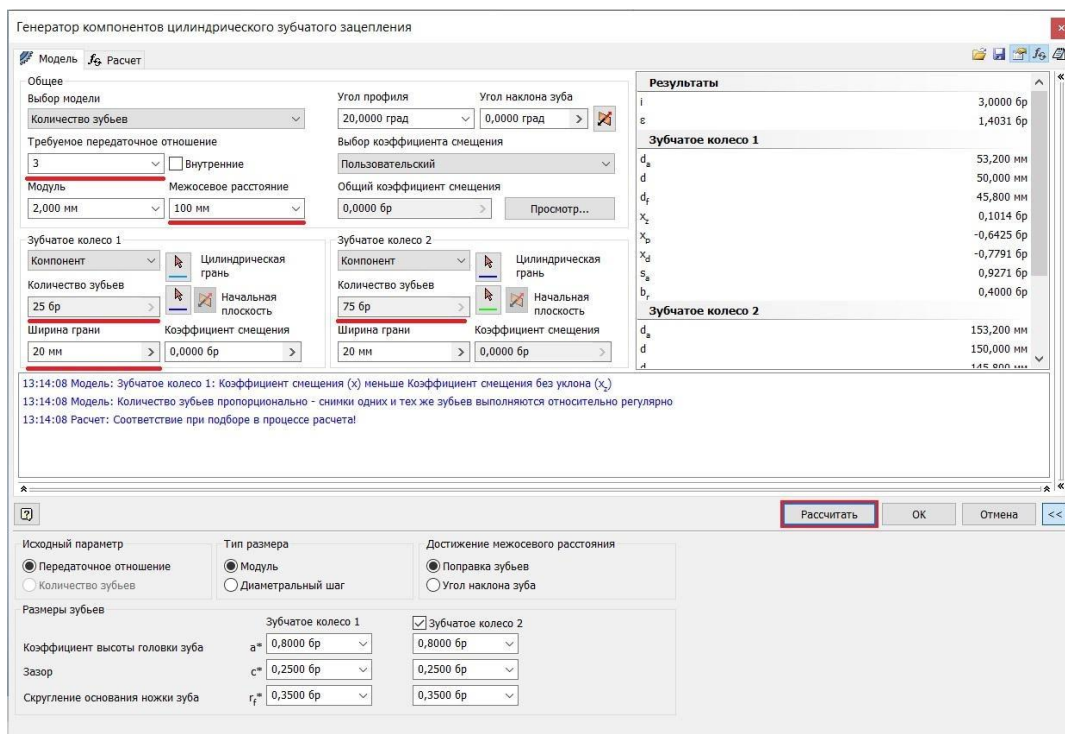 Генератор компонентов цилиндрического зубчатого зацепления
Модель fG Расчет
Общее
Выбор модели
Количество зубьев
Угол профиля Угол наклона зуба
20,0000 град 0,0000 град
Требуемое передаточное отношение
3 Внутренние
Выбор коэффициента смещения
Пользовательский
Модуль Межосевое расстояние
2,000 мм 100 мм
Общий коэффициент смещения
0,0000 бр Просмотр...
Зубчатое колесо 1
Компонент Цилиндрическая грань
Количество зубьев
25 бр Начальная плоскость
Ширина грани Коэффициент смещения
20 мм 0,0000 бр
Зубчатое колесо 2
Компонент Цилиндрическая грань
Количество зубьев
75 бр Начальная плоскость
Ширина грани Коэффициент смещения
20 мм 0,0000 бр
Результаты
i 3,0000 бр
ε 1,4031 бр
Зубчатое колесо 1
da 53,200 мм
d 50,000 мм
df 45,800 мм
xz 0,1014 бр
xp -0,6425 бр
xd -0,7791 бр
sa 0,9271 бр
br 0,4000 бр
Зубчатое колесо 2
da 153,200 мм
d 150,000 мм
13:14:08 Модель: Зубчатое колесо 1: Коэффициент смещения (x) меньше Коэффициент смещения без уклона (xz)
13:14:08 Модель: Количество зубьев пропорционально - снимки одних и тех же зубьев выполняются относительно регулярно
13:14:08 Расчет: Соответствие при подборе в процессе расчета!
Рассчитать OK Отмена <<
Исходный параметр
Передаточное отношение
Количество зубьев
Тип размера
Модуль
Диаметральный шаг
Достижение межосевого расстояния
Поправка зубьев
Угол наклона зуба
Размеры зубьев
Зубчатое колесо 1 Зубчатое колесо 2
Коэффициент высоты головки зуба a* 0,8000 бр 0,8000 бр
Зазор c* 0,2500 бр 0,2500 бр
Скругление основания ножки зуба rf* 0,3500 бр 0,3500 бр